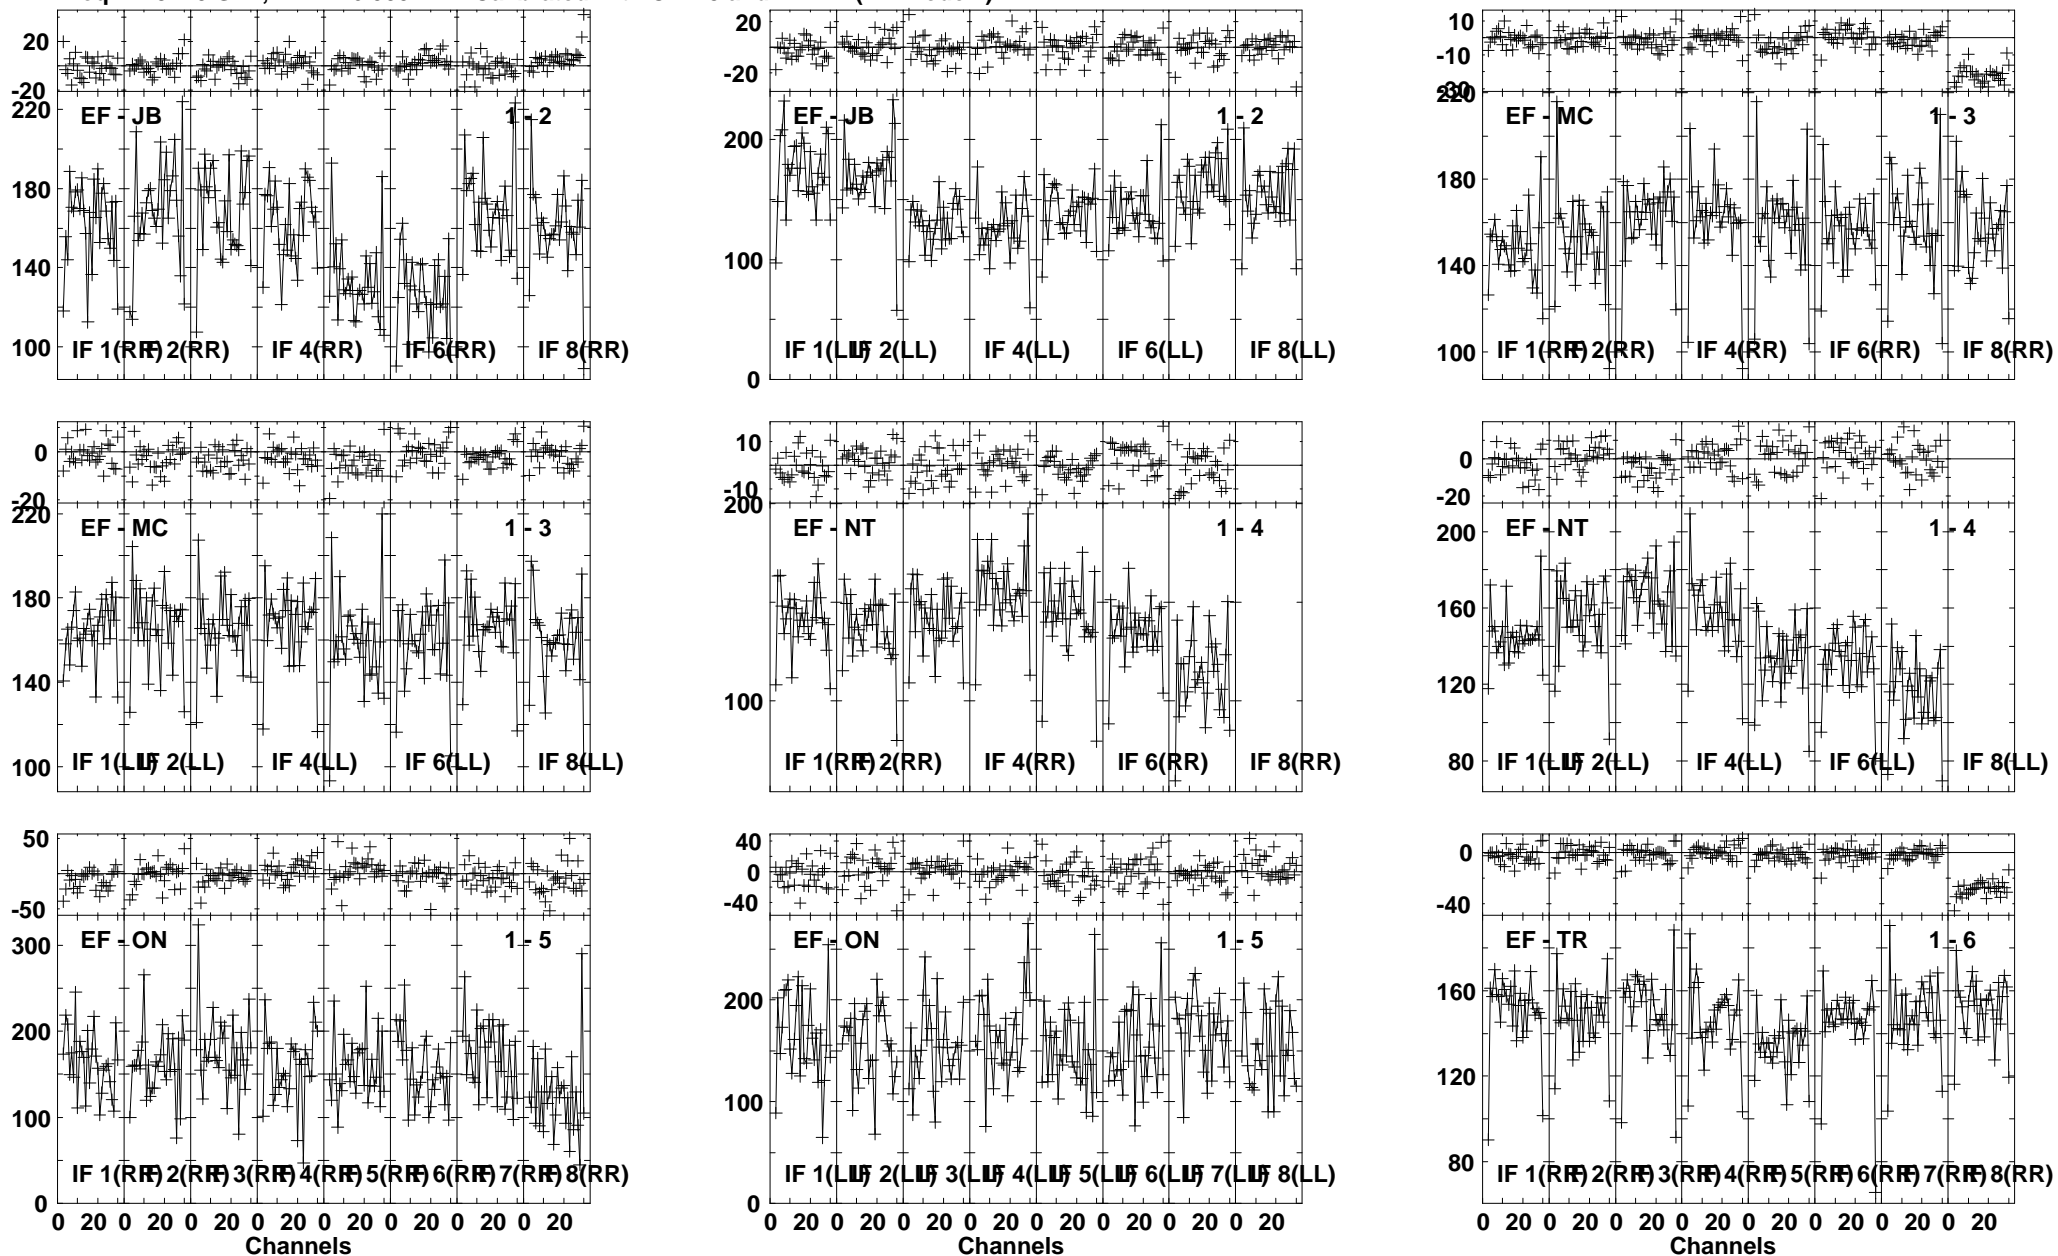 20
-20
220
180
140
100
EF - JB
1 - 2
IF 1(RR)
IF 2(RR)
IF 4(RR)
IF 6(RR)
IF 8(RR)
20
-20
200
100
0
EF - JB
1 - 2
IF 1(LL)
IF 2(LL)
IF 4(LL)
IF 6(LL)
IF 8(LL)
10
-10
-30
220
180
140
100
EF - MC
1 - 3
IF 1(RR)
IF 2(RR)
IF 4(RR)
IF 6(RR)
IF 8(RR)
0
-20
220
180
140
100
EF - MC
1 - 3
IF 1(LL)
IF 2(LL)
IF 4(LL)
IF 6(LL)
IF 8(LL)
10
-10
200
100
EF - NT
1 - 4
IF 1(RR)
IF 2(RR)
IF 4(RR)
IF 6(RR)
IF 8(RR)
0
-20
200
160
120
80
EF - NT
1 - 4
IF 1(LL)
IF 2(LL)
IF 4(LL)
IF 6(LL)
IF 8(LL)
50
-50
300
200
100
0
EF - ON
1 - 5
IF 1(RR)
IF 2(RR)
IF 3(RR)
IF 4(RR)
IF 5(RR)
IF 6(RR)
IF 7(RR)
IF 8(RR)
0 20 0 20 0 20 0 20 0 20 0 20 0 20 0 20
Channels
40
0
-40
200
100
0
EF - ON
1 - 5
IF 1(LL)
IF 2(LL)
IF 3(LL)
IF 4(LL)
IF 5(LL)
IF 6(LL)
IF 7(LL)
IF 8(LL)
0 20 0 20 0 20 0 20 0 20 0 20 0 20 0 20
Channels
0
-40
160
120
80
EF - TR
1 - 6
IF 1(RR)
IF 2(RR)
IF 3(RR)
IF 4(RR)
IF 5(RR)
IF 6(RR)
IF 7(RR)
IF 8(RR)
0 20 0 20 0 20 0 20 0 20 0 20 0 20 0 20
Channels